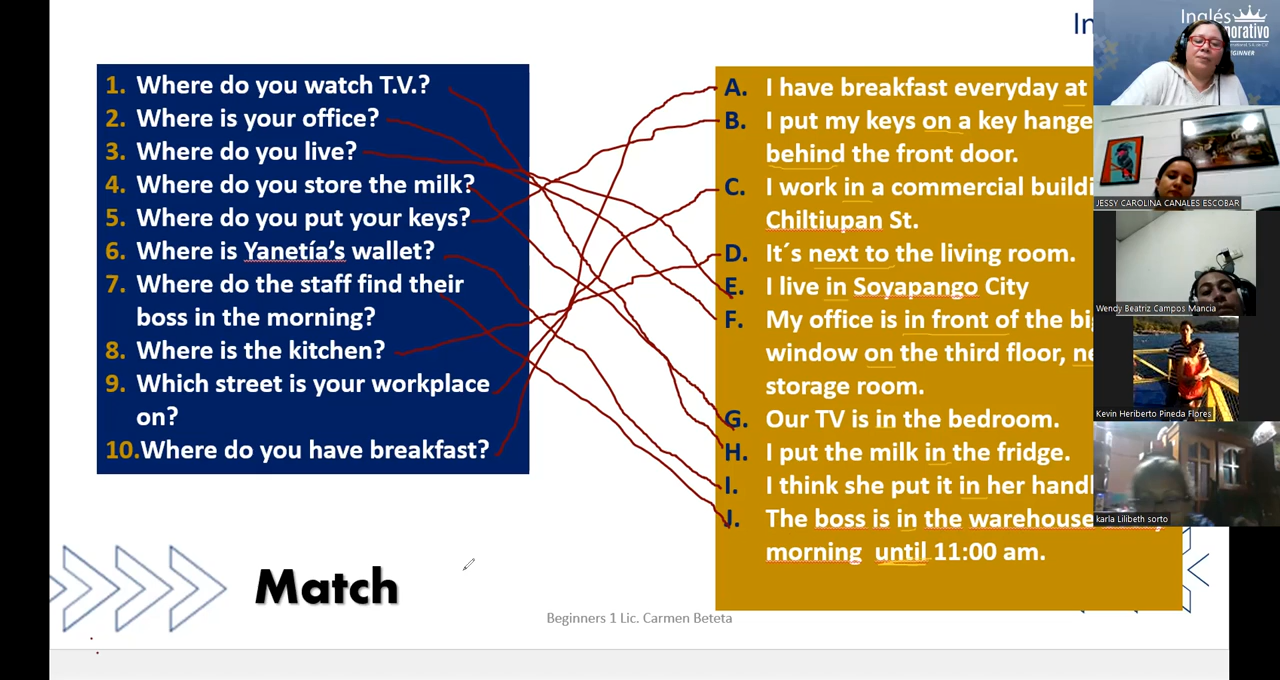 In
Inglés
orativo
GINNER
1. Where do you watch T.V.?
2. Where is your office?
3. Where do you live?
4. Where do you store the milk?
5. Where do you put your keys?
6. Where is Yanetía's wallet?
7. Where do the staff find their
boss in the morning?
8. Where is the kitchen?
9. Which street is your workplace
on?
10.Where do you have breakfast?
A. I have breakfast everyday at
B. I put my keys on a key hange
behind the front door.
C. I work in a commercial buildi
Chiltiupan St.
D. It´s next to the living room.
E. I live in Soyapango City
F. My office is in front of the bi
window on the third floor, ne
storage room.
G. Our TV is in the bedroom.
H. I put the milk in the fridge.
I. I think she put it in her hand
J. The boss is in the warehouse
morning until 11:00 am.
Match
Beginners 1 Lic. Carmen Beteta
JESSY CAROLINA CANALES ESCOBAR
Wendy Beatriz Campos Mancia
Kevin Heriberto Pineda Flores
karla Lilibeth sorto